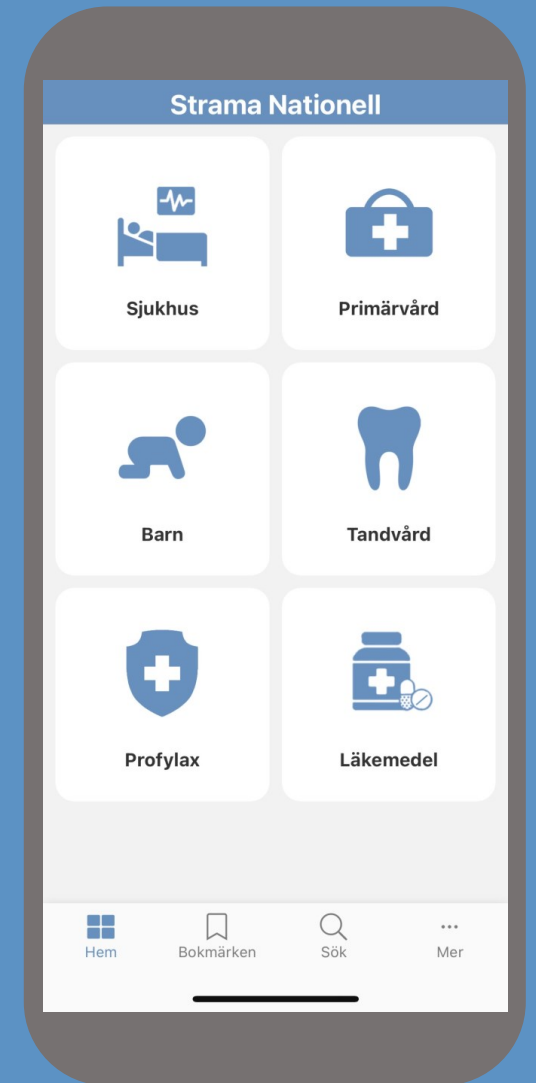 Strama Nationell
Sjukhus
Primärvård
Barn
Tandvård
Profylax
Läkemedel
Hem
Bokmärken
Sök
Mer